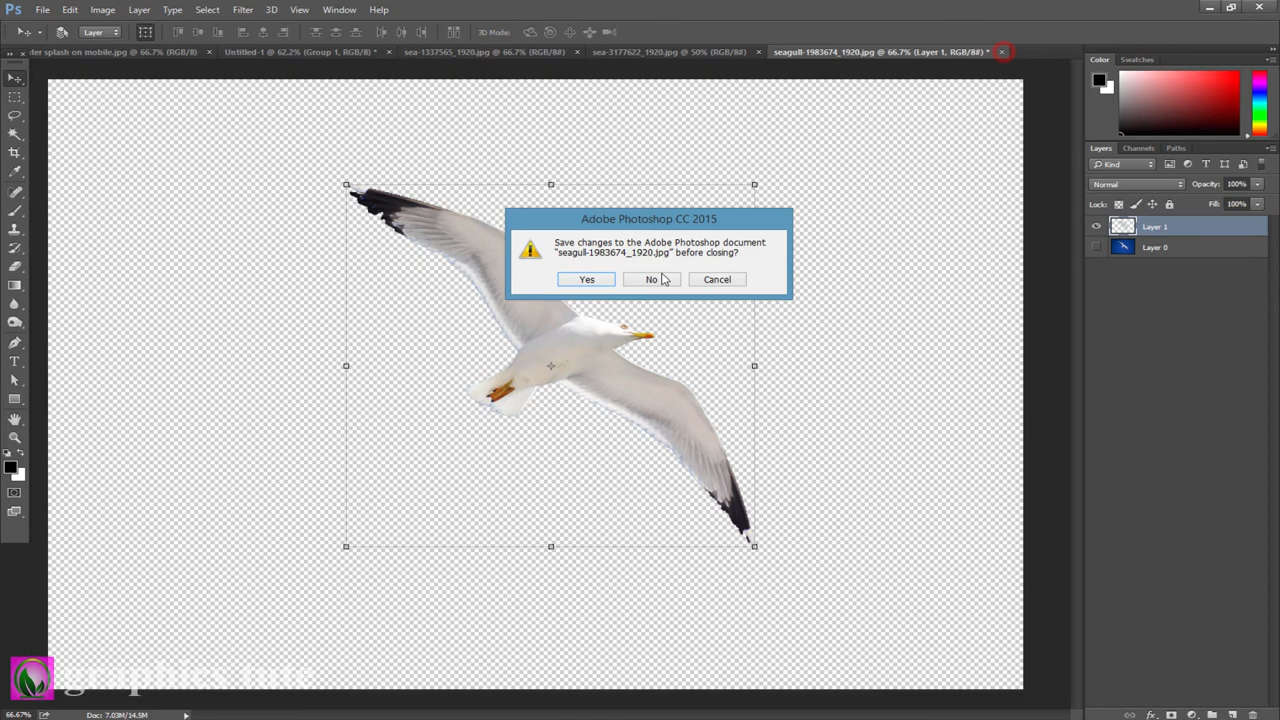 Ps File Edit Image Layer Type Select Filter 3D View Window Help
Layer 3D Mode:
ter splash on mobile.jpg @ 66.7% (RGB/8) × Untitled-1 @ 62.2% (Group 1, RGB/8) * × sea-1337565_1920.jpg @ 66.7% (RGB/8#) × sea-3177622_1920.jpg @ 50% (RGB/8#) × seagull-1983674_1920.jpg @ 66.7% (Layer 1, RGB/8#) * ×
Color Swatches
Layers Channels Paths
Kind
Normal Opacity: 100%
Lock: Fill: 100%
Layer 1
Layer 0
Adobe Photoshop CC 2015
Save changes to the Adobe Photoshop document
"seagull-1983674_1920.jpg" before closing?
Yes No Cancel
graphics
66.67% Doc: 7.03M/14.5M